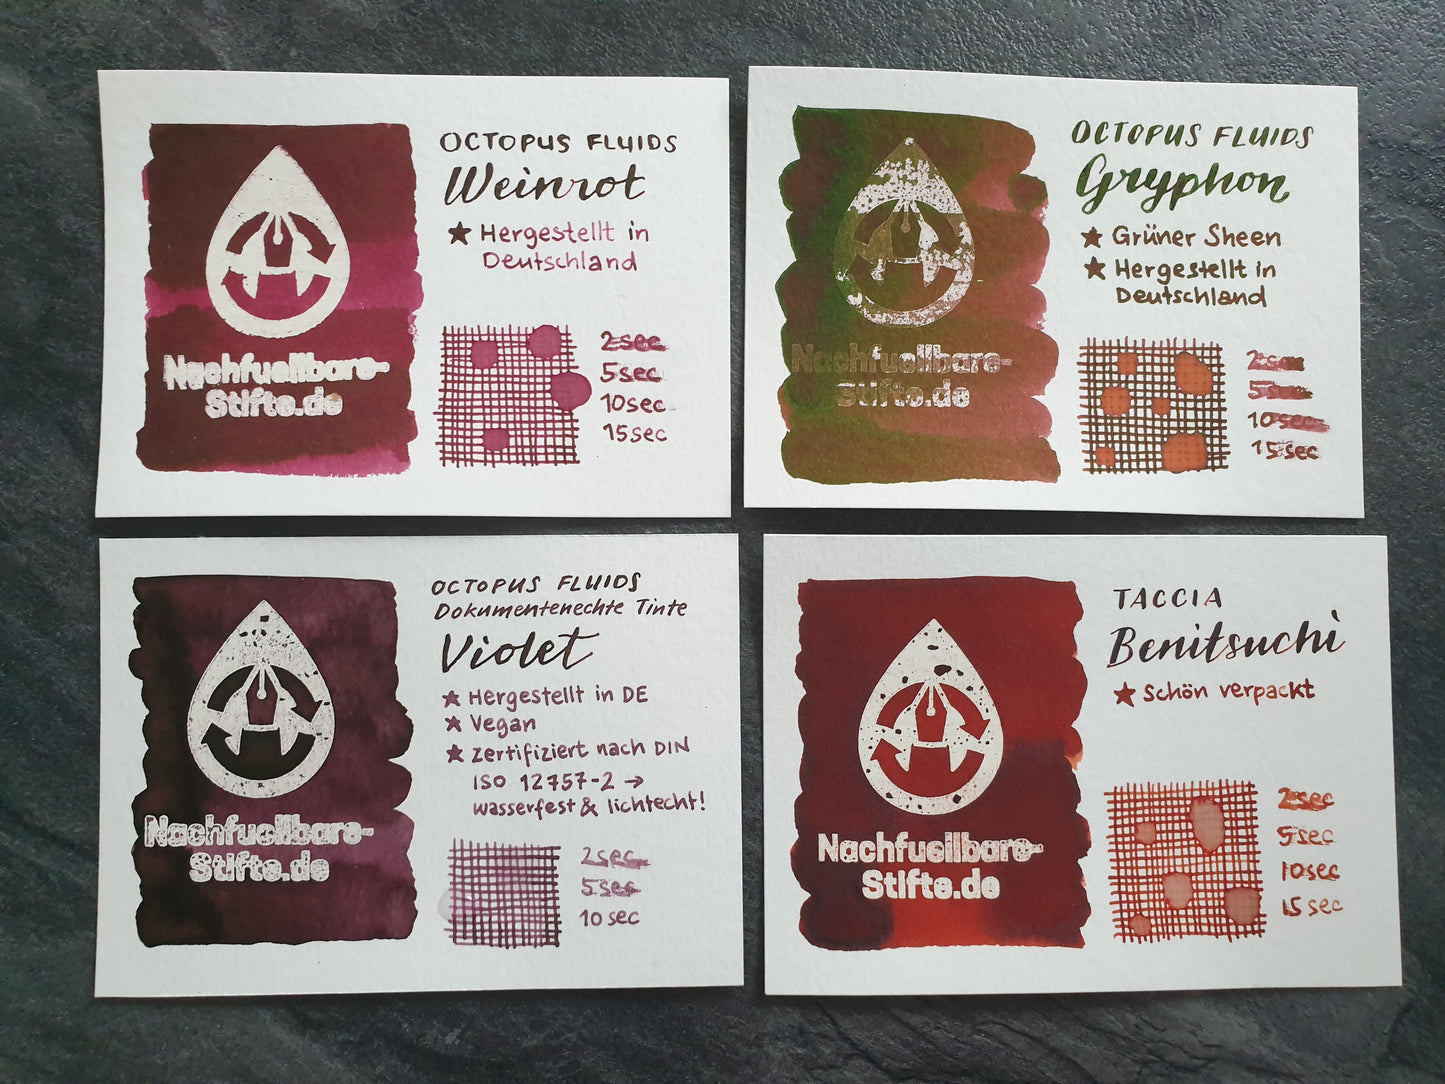 Nachfuellbare-
Stifte.de
OCTOPUS FLUIDS
Weinrot
★ Hergestellt in
Deutschland
2sec
5sec
10sec
15sec
Nachfuellbare-
Stifte.de
OCTOPUS FLUIDS
Gryphon
★ Grüner Sheen
★ Hergestellt in
Deutschland
2sec
5sec
10sec
15sec
Nachfuellbare-
Stifte.de
OCTOPUS FLUIDS
Dokumentenechte Tinte
Violet
★ Hergestellt in DE
★ Vegan
★ zertifiziert nach DIN
ISO 12757-2 →
wasserfest & lichtecht!
2sec
5sec
10sec
Nachfuellbare-
Stifte.de
TACCIA
Benitsuchi
★ Schön verpackt
2sec
5sec
10sec
15sec